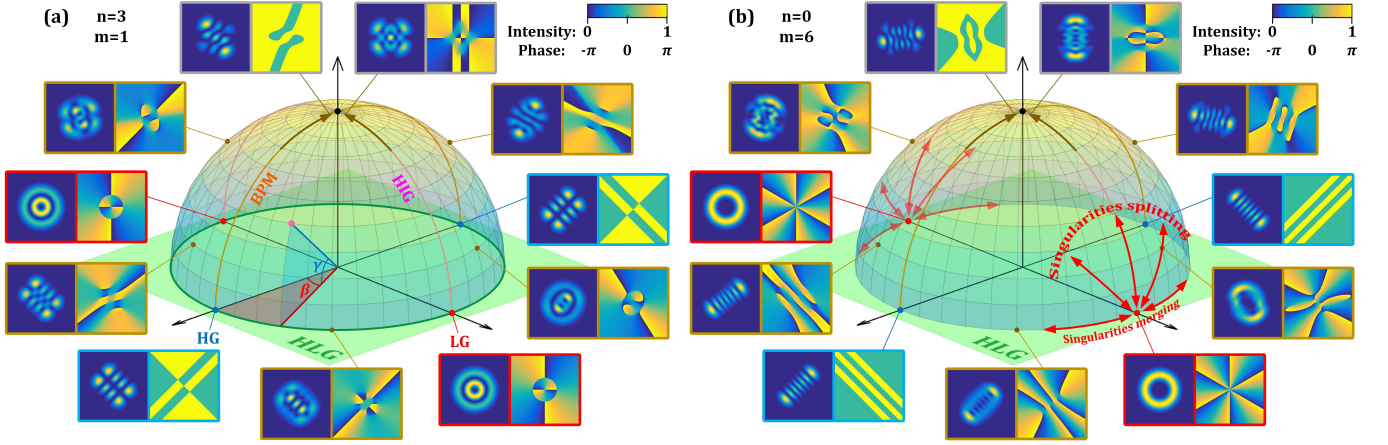 (a)
n=3
m=1
Intensity:
0
1
Phase:
-π
0
π
BPM
HIG
γ
β
HG
LG
HLG
(b)
n=0
m=6
Intensity:
0
1
Phase:
-π
0
π
Singularities splitting
Singularities merging
HLG